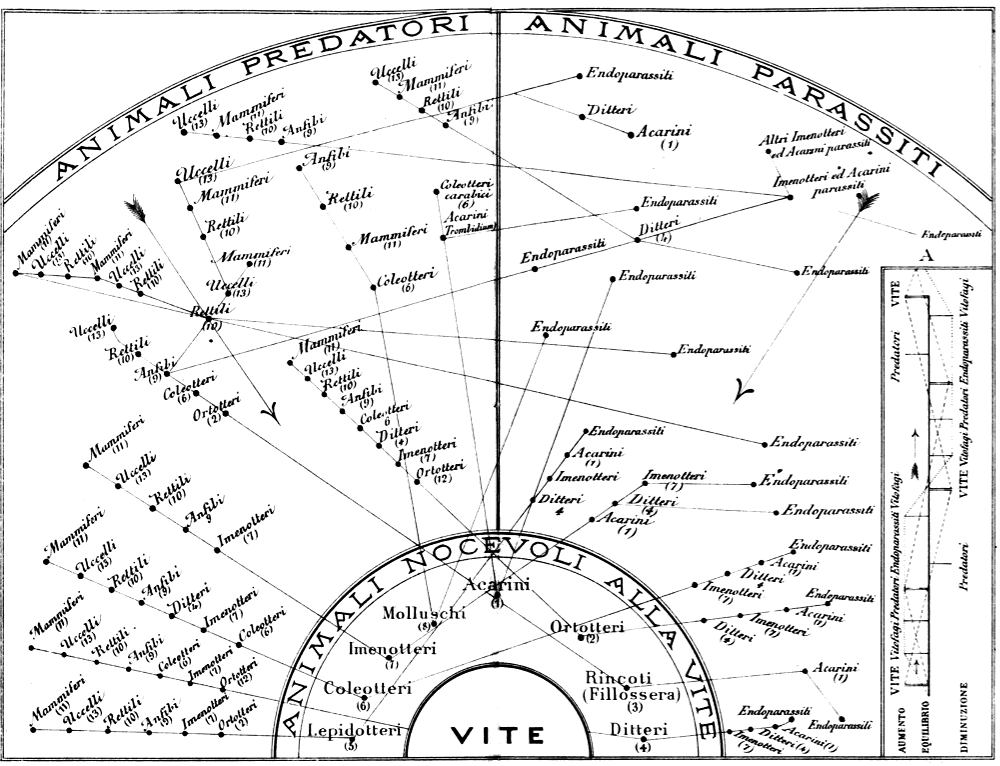 ANIMALI PREDATORI
ANIMALI PARASSITI
Uccelli
(13)
Mammiferi
(11)
Rettili
(10)
Anfibi
(9)
Uccelli
(13)
Mammiferi
(11)
Rettili
(10)
Anfibi
(9)
Uccelli
(13)
Mammiferi
(11)
Rettili
(10)
Mammiferi
(11)
Uccelli
(13)
Rettili
(10)
Anfibi
(9)
Rettili
(10)
Mammiferi
(11)
Coleotteri
(6)
Coleotteri
carabici
(6)
Acarini
Trombidium)
Mammiferi
(11)
Uccelli
(13)
Rettili
(10)
Mammiferi
(11)
Uccelli
(13)
Rettili
(10)
Uccelli
(13)
Rettili
(10)
Anfibi
(9)
Coleotteri
(6)
Ortotteri
(2)
Mammiferi
(11)
Uccelli
(13)
Rettili
(10)
Anfibi
(9)
Coleotteri
6
Ditteri
(4)
Imenotteri
(7)
Ortotteri
(12)
Mammiferi
(11)
Uccelli
(13)
Rettili
(10)
Anfibi
9
Imenotteri
(7)
Mammiferi
(11)
Uccelli
(13)
Rettili
(10)
Anfibi
(9)
Ditteri
(4)
Imenotteri
(7)
Coleotteri
(6)
Mammiferi
(11)
Uccelli
(13)
Rettili
(10)
Anfibi
(9)
Coleotteri
(6)
Imenotteri
(7)
Ortotteri
(12)
Mammiferi
(11)
Uccelli
(13)
Rettili
(10)
Anfibi
(9)
Imenotteri
(7)
Ortotteri
(2)
Endoparassiti
Ditteri
Acarini
(1)
Altri Imenotteri
ed Acarini parassiti
Imenotteri ed Acarini
parassiti
Endoparassiti
Endoparassiti
Ditteri
(4)
Endoparassiti
Endoparassiti
Endoparassiti
Endoparassiti
Endoparassiti
Endoparassiti
Endoparassiti
Acarini
(1)
Imenotteri
Ditteri
4
Endoparassiti
Imenotteri
(7)
Endoparassiti
Ditteri
(4)
Endoparassiti
Acarini
(1)
Endoparassiti
Acarini
(1)
Ditteri
4
Imenotteri
(7)
Endoparassiti
Acarini
(1)
Imenotteri
(7)
Ditteri
(4)
Acarini
(1)
Endoparassiti
Endoparassiti
Acarini(1)
Ditteri (4)
Imenotteri
(7)
ANIMALI NOCEVOLI ALLA VITE
Acarini
(1)
Molluschi
(8)
Imenotteri
(7)
Coleotteri
(6)
Lepidotteri
(5)
Ortotteri
(2)
Rincoti
(Fillossera)
(3)
Ditteri
(4)
VITE
A
VITE
Predatori
VITE Vitofagi Predatori Endoparassiti Vitofagi
VITE Vitofagi Predatori Endoparassiti Vitofagi
Predatori
AUMENTO
EQUILIBRIO
DIMINUZIONE